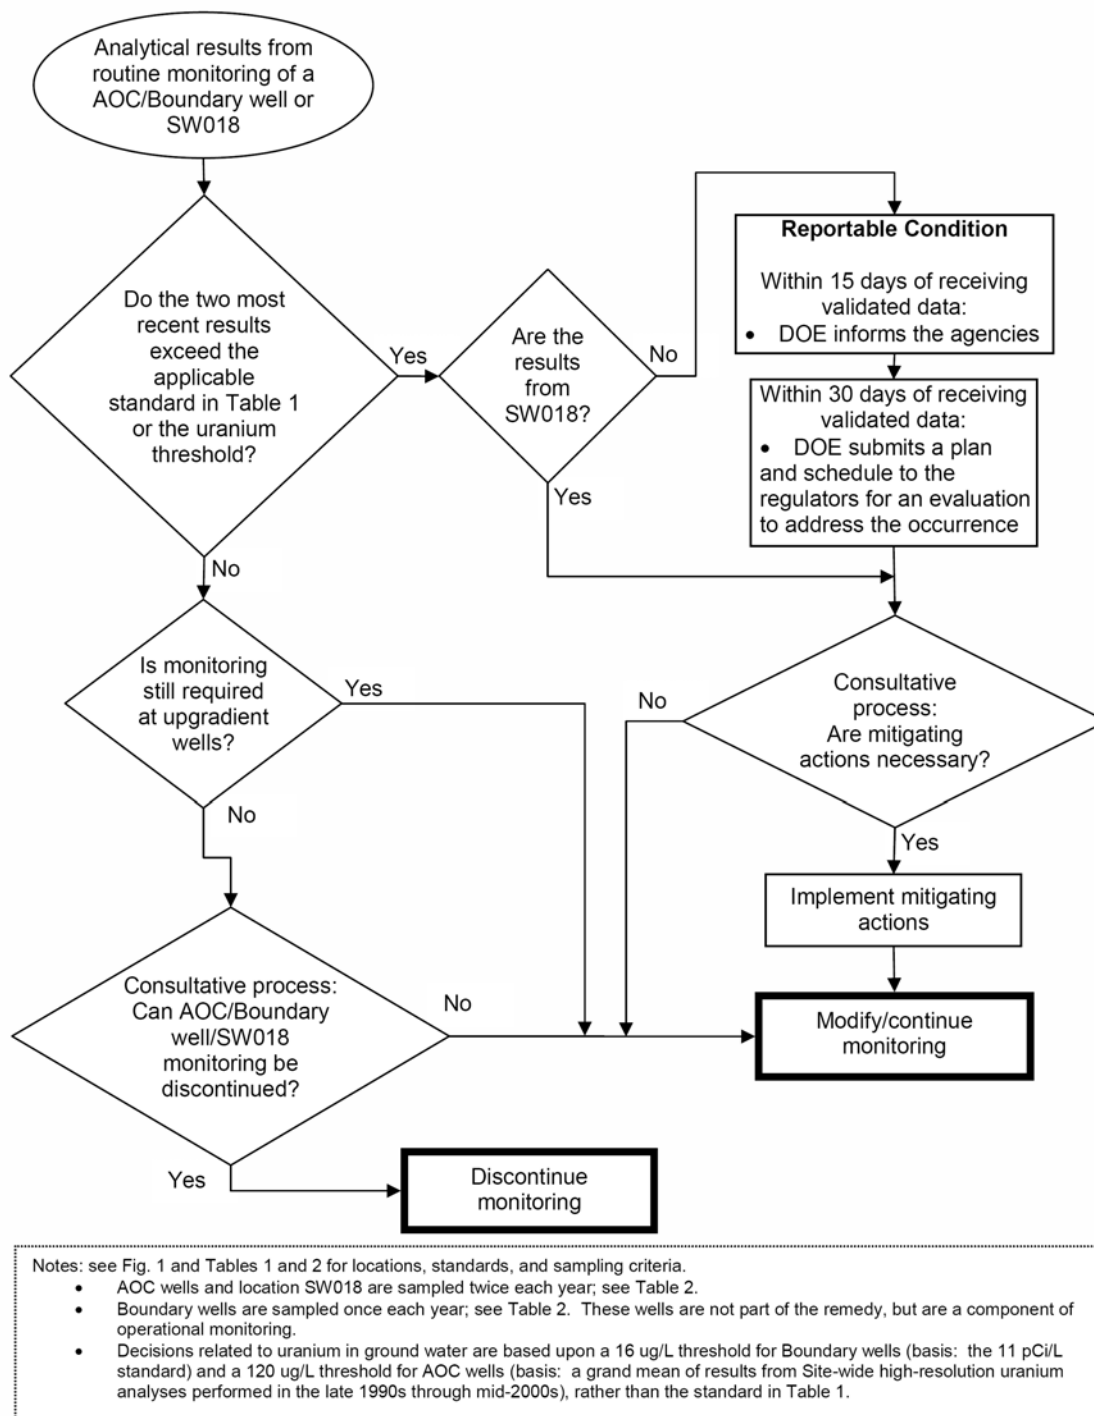 Analytical results from
routine monitoring of a
AOC/Boundary well or
SW018
Do the two most
recent results
exceed the
applicable
standard in Table 1
or the uranium
threshold?
Yes
Are the
results
from
SW018?
No
Reportable Condition
Within 15 days of receiving
validated data:
• DOE informs the agencies
Within 30 days of receiving
validated data:
• DOE submits a plan
and schedule to the
regulators for an evaluation
to address the occurrence
Yes
No
Is monitoring
still required
at upgradient
wells?
Yes
No
Consultative
process:
Are mitigating
actions necessary?
No
Yes
Implement mitigating
actions
Consultative process:
Can AOC/Boundary
well/SW018
monitoring be
discontinued?
No
Modify/continue
monitoring
Yes
Discontinue
monitoring
Notes: see Fig. 1 and Tables 1 and 2 for locations, standards, and sampling criteria.
• AOC wells and location SW018 are sampled twice each year; see Table 2.
• Boundary wells are sampled once each year; see Table 2. These wells are not part of the remedy, but are a component of
operational monitoring.
• Decisions related to uranium in ground water are based upon a 16 ug/L threshold for Boundary wells (basis: the 11 pCi/L
standard) and a 120 ug/L threshold for AOC wells (basis: a grand mean of results from Site-wide high-resolution uranium
analyses performed in the late 1990s through mid-2000s), rather than the standard in Table 1.